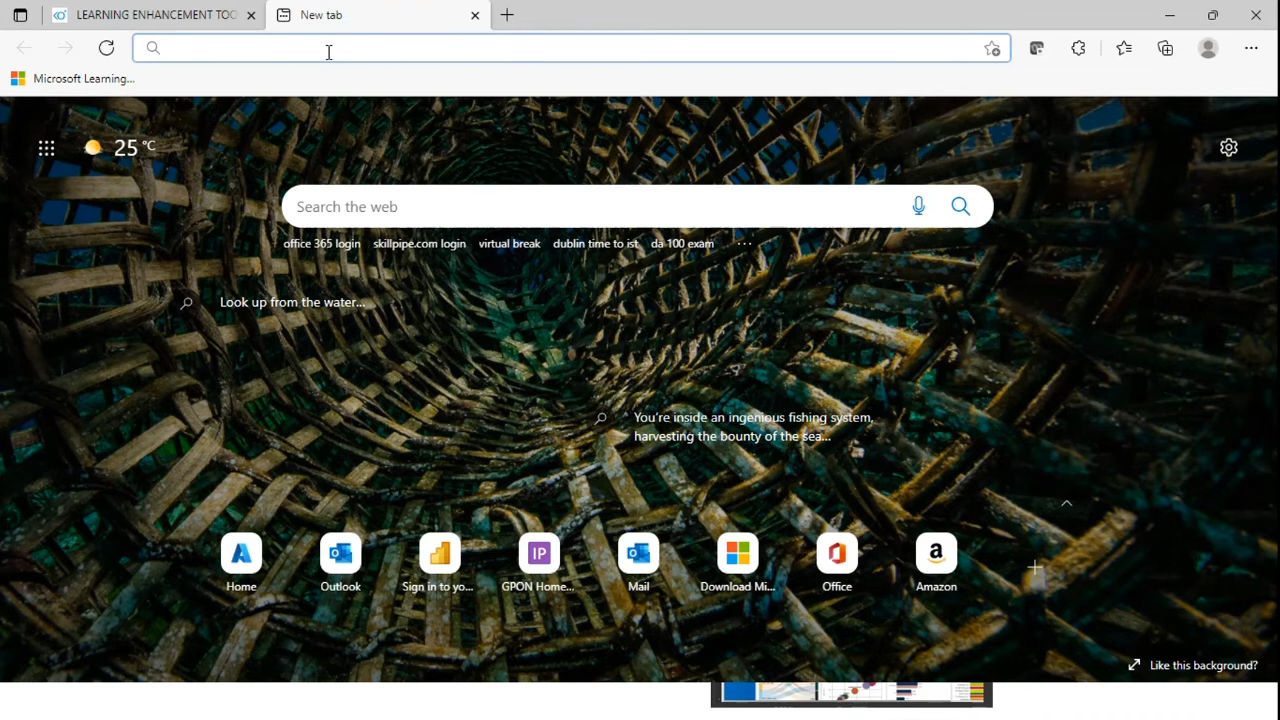 LEARNING ENHANCEMENT TOO
New tab
Microsoft Learning...
25 °C
Search the web
office 365 login skillpipe.com login virtual break dublin time to ist da 100 exam ...
Look up from the water...
You're inside an ingenious fishing system,
harvesting the bounty of the sea...
IP
a
Home Outlook Sign in to yo... GPON Home... Mail Download Mi... Office Amazon
Like this background?